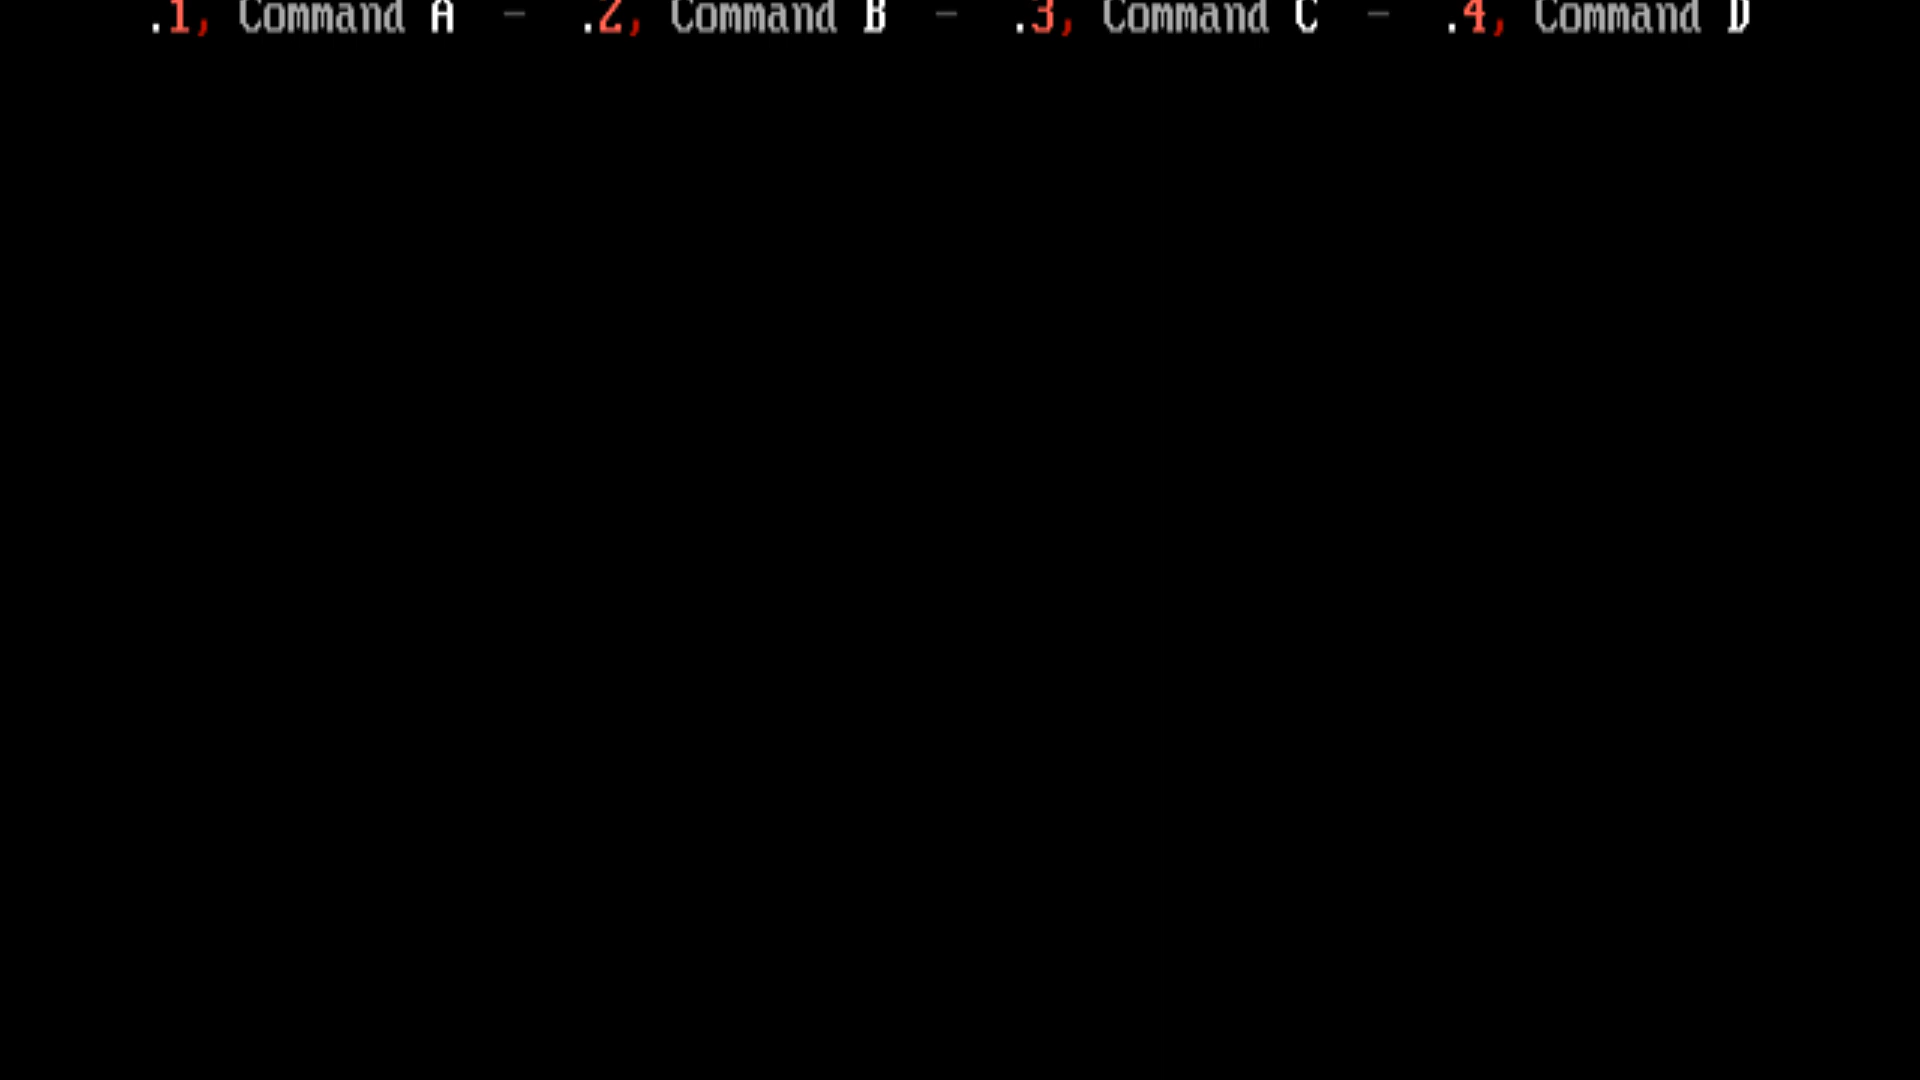 .1, Command A - .2, Command B - .3, Command C - .4, Command D